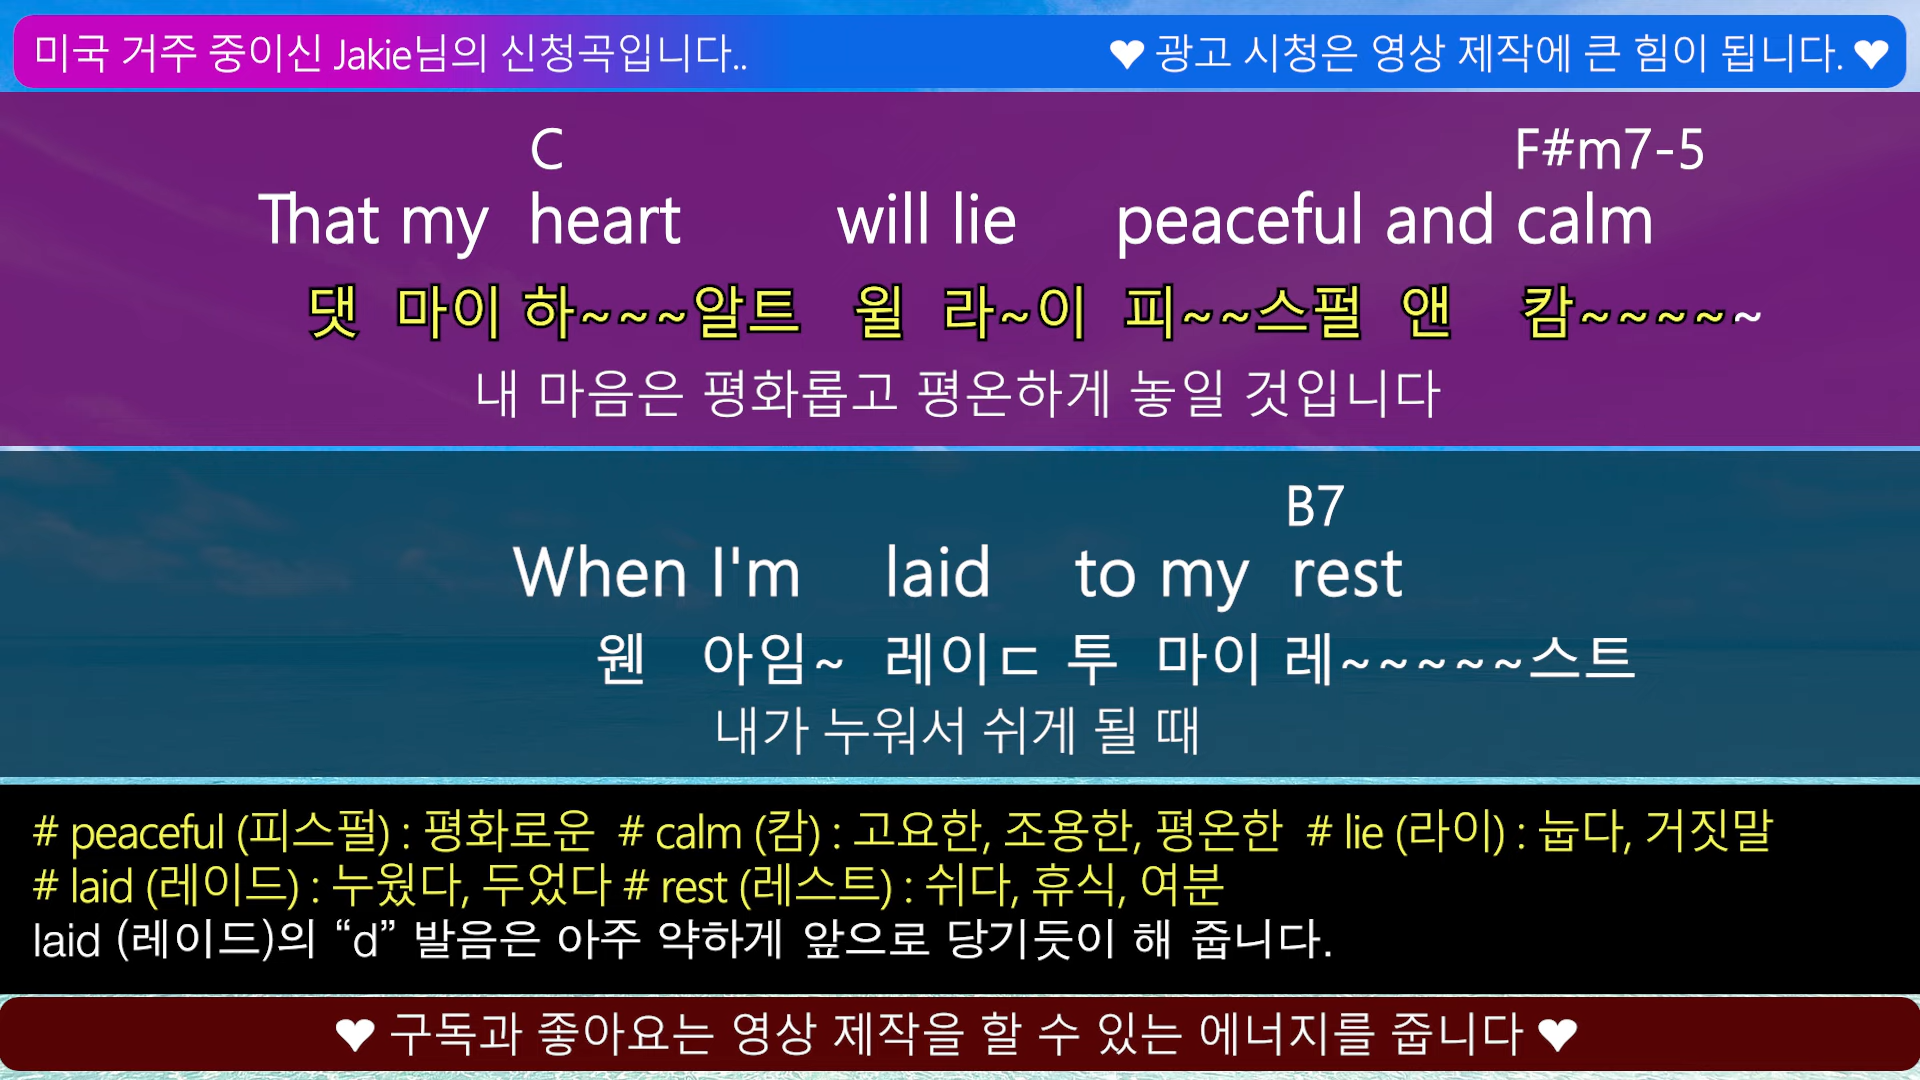 미국 거주 중이신 Jakie님의 신청곡입니다..
♥ 광고 시청은 영상 제작에 큰 힘이 됩니다. ♥
C F#m7-5
That my heart will lie peaceful and calm
댓 마이 하~~~알트 윌 라~이 피~~스펄 앤 캄~~~~~
내 마음은 평화롭고 평온하게 놓일 것입니다
B7
When I'm laid to my rest
웬 아임~ 레이ㄷ 투 마이 레~~~~~스트
내가 누워서 쉬게 될 때
# peaceful (피스펄) : 평화로운 # calm (캄) : 고요한, 조용한, 평온한 # lie (라이) : 눕다, 거짓말
# laid (레이드) : 누웠다, 두었다 # rest (레스트) : 쉬다, 휴식, 여분
laid (레이드)의 “d” 발음은 아주 약하게 앞으로 당기듯이 해 줍니다.
♥ 구독과 좋아요는 영상 제작을 할 수 있는 에너지를 줍니다 ♥